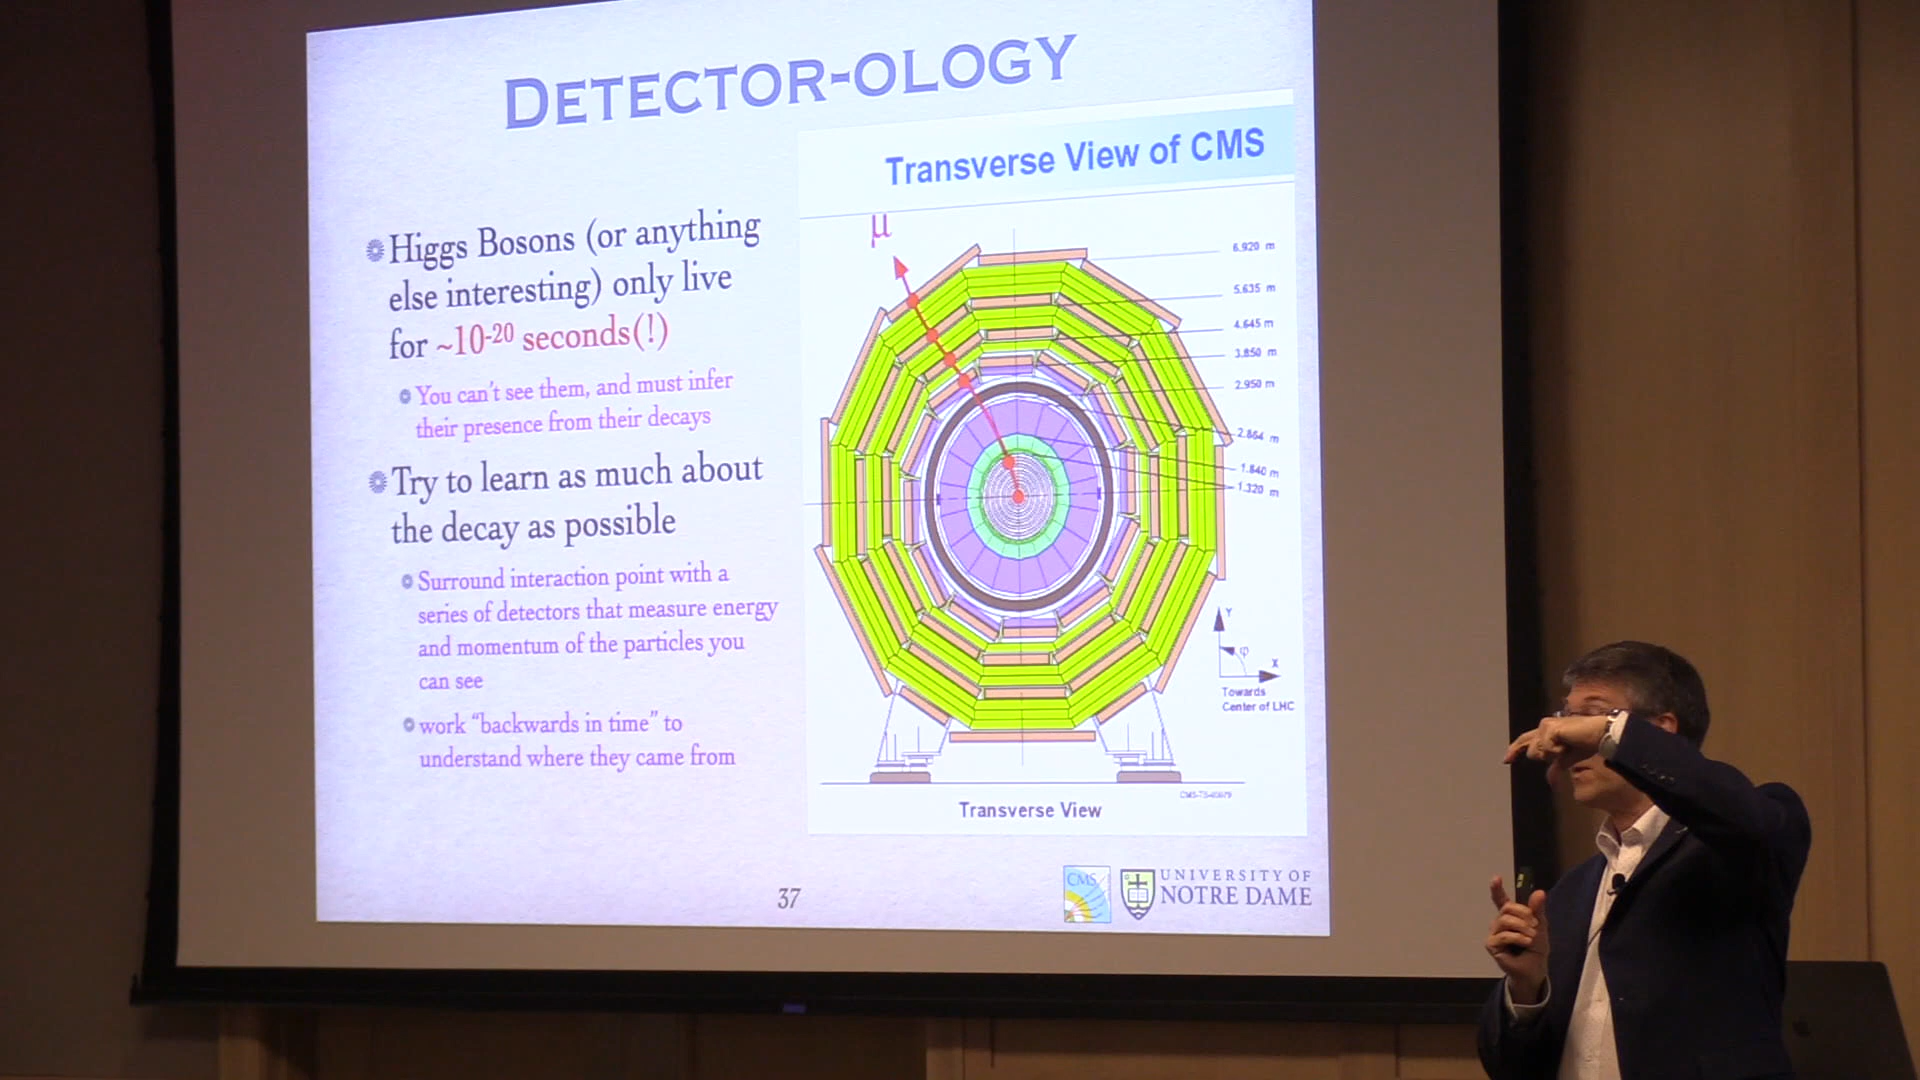 DETECTOR-OLOGY
Transverse View of CMS
Higgs Bosons (or anything
else interesting) only live
for ~10-20 seconds(!)
You can't see them, and must infer
their presence from their decays
Try to learn as much about
the decay as possible
Surround interaction point with a
series of detectors that measure energy
and momentum of the particles you
can see
work "backwards in time" to
understand where they came from
μ
6.920 m
5.635 m
4.645 m
3.850 m
2.950 m
2.864 m
1.840 m
1.320 m
Y
φ
X
Towards
Center of LHC
Transverse View
37
CMS
UNIVERSITY OF
NOTRE DAME